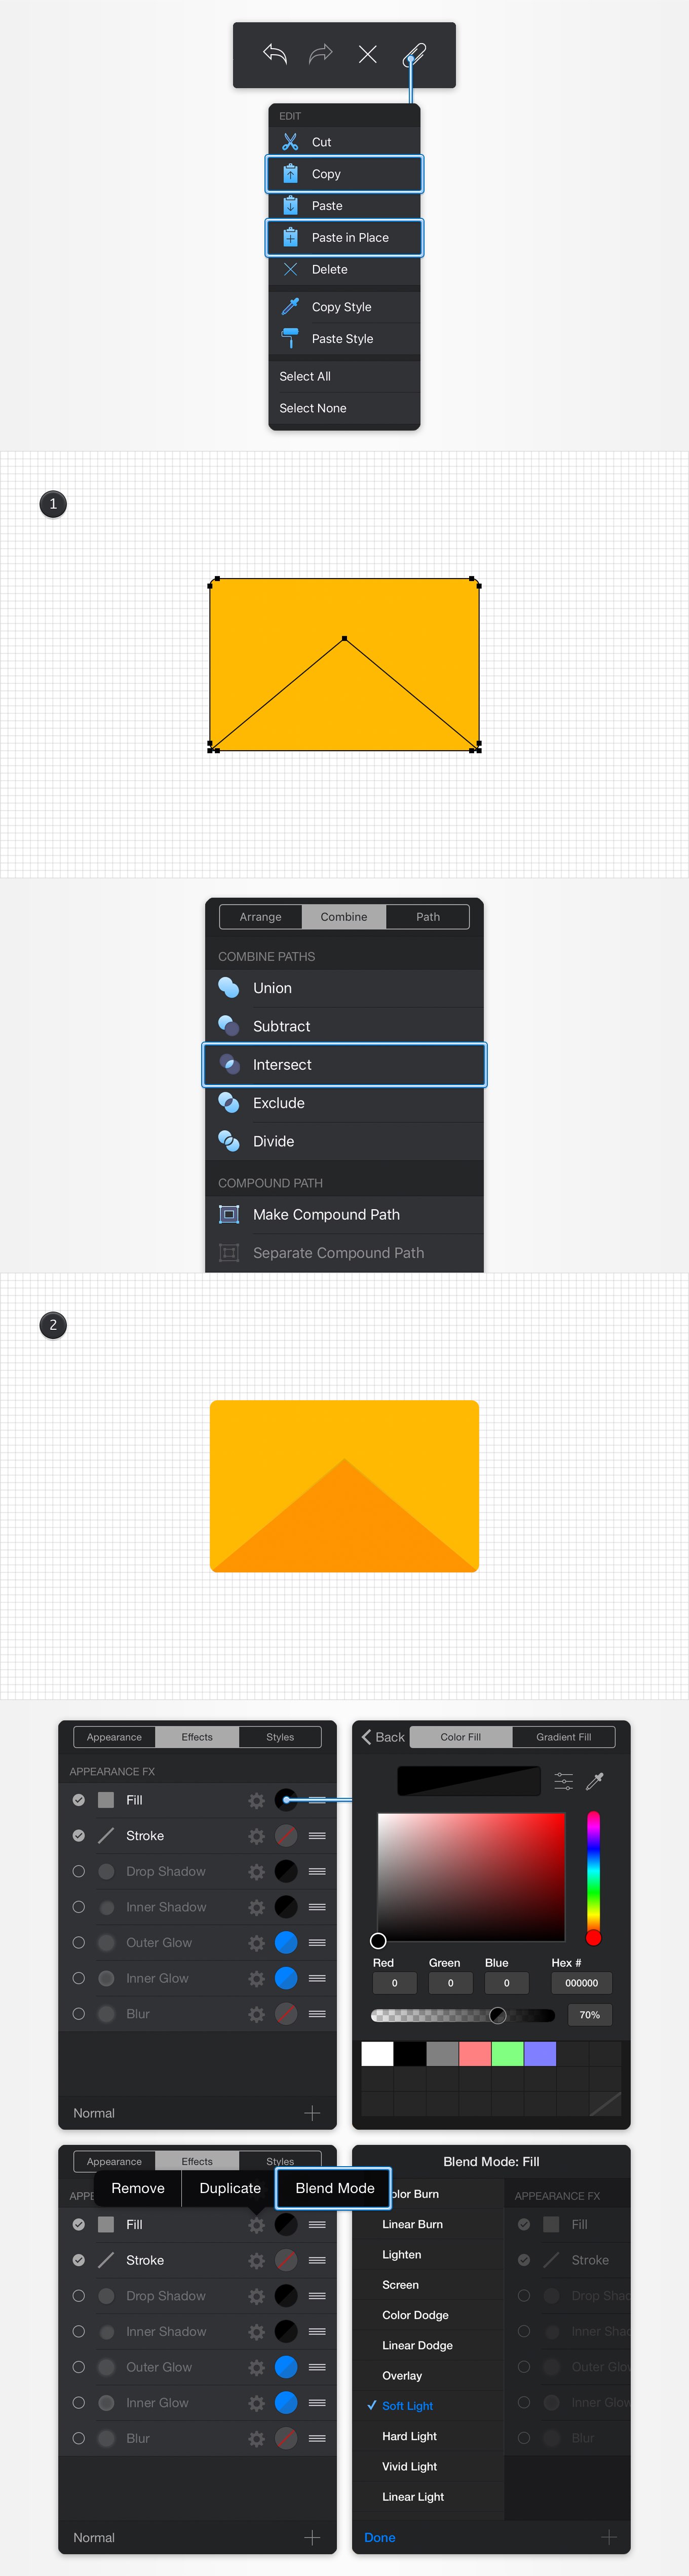 EDIT
Cut
Copy
Paste
Paste in Place
Delete
Copy Style
Paste Style
Select All
Select None
1
Arrange Combine Path
COMBINE PATHS
Union
Subtract
Intersect
Exclude
Divide
COMPOUND PATH
Make Compound Path
Separate Compound Path
2
Appearance Effects Styles
APPEARANCE FX
Fill
Stroke
Drop Shadow
Inner Shadow
Outer Glow
Inner Glow
Blur
Normal
Back Color Fill Gradient Fill
Red Green Blue Hex #
0 0 0 000000
70%
Appearance Effects Styles
Remove Duplicate Blend Mode
APPE
Fill
Stroke
Drop Shadow
Inner Shadow
Outer Glow
Inner Glow
Blur
Normal
Blend Mode: Fill
olor Burn
Linear Burn
Lighten
Screen
Color Dodge
Linear Dodge
Overlay
Soft Light
Hard Light
Vivid Light
Linear Light
Done
APPEARANCE FX
Fill
Stroke
Drop Shad
Inner Shad
Outer Glow
Inner Glow
Blur